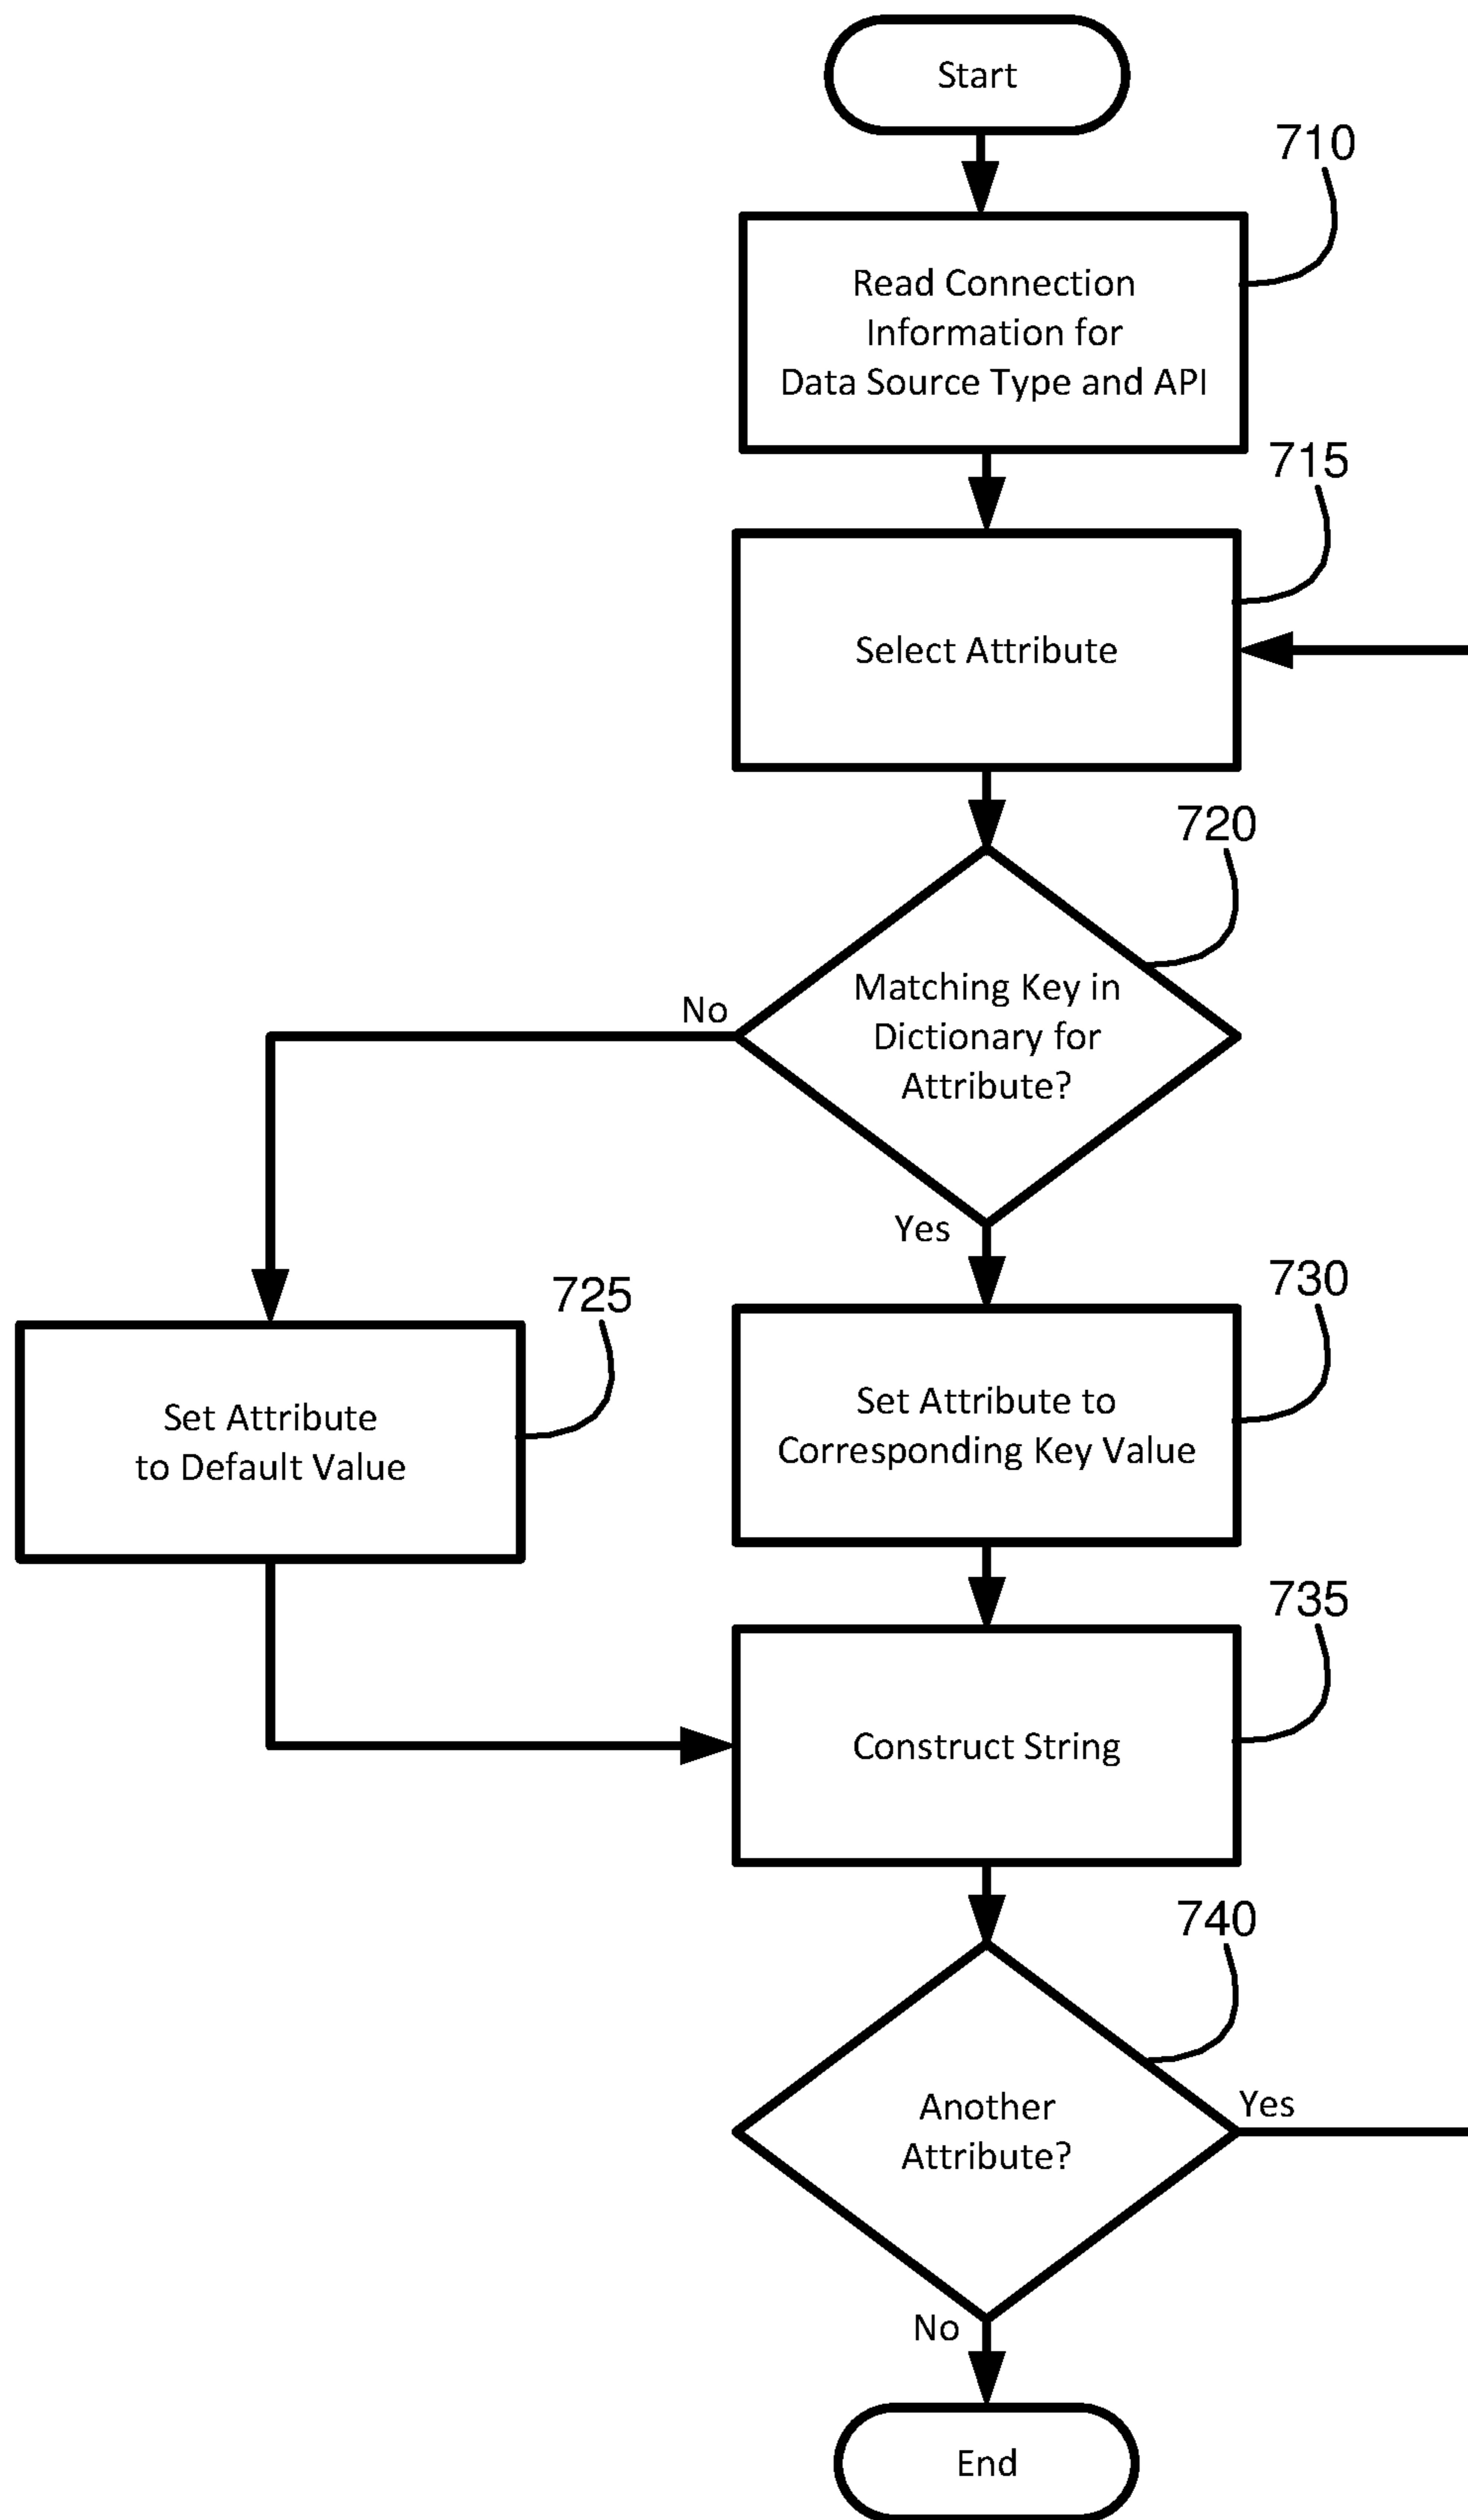 Start
710
Read Connection
Information for
Data Source Type and API
715
Select Attribute
720
Matching Key in
Dictionary for
Attribute?
No
Yes
725
Set Attribute
to Default Value
730
Set Attribute to
Corresponding Key Value
735
Construct String
740
Another
Attribute?
Yes
No
End